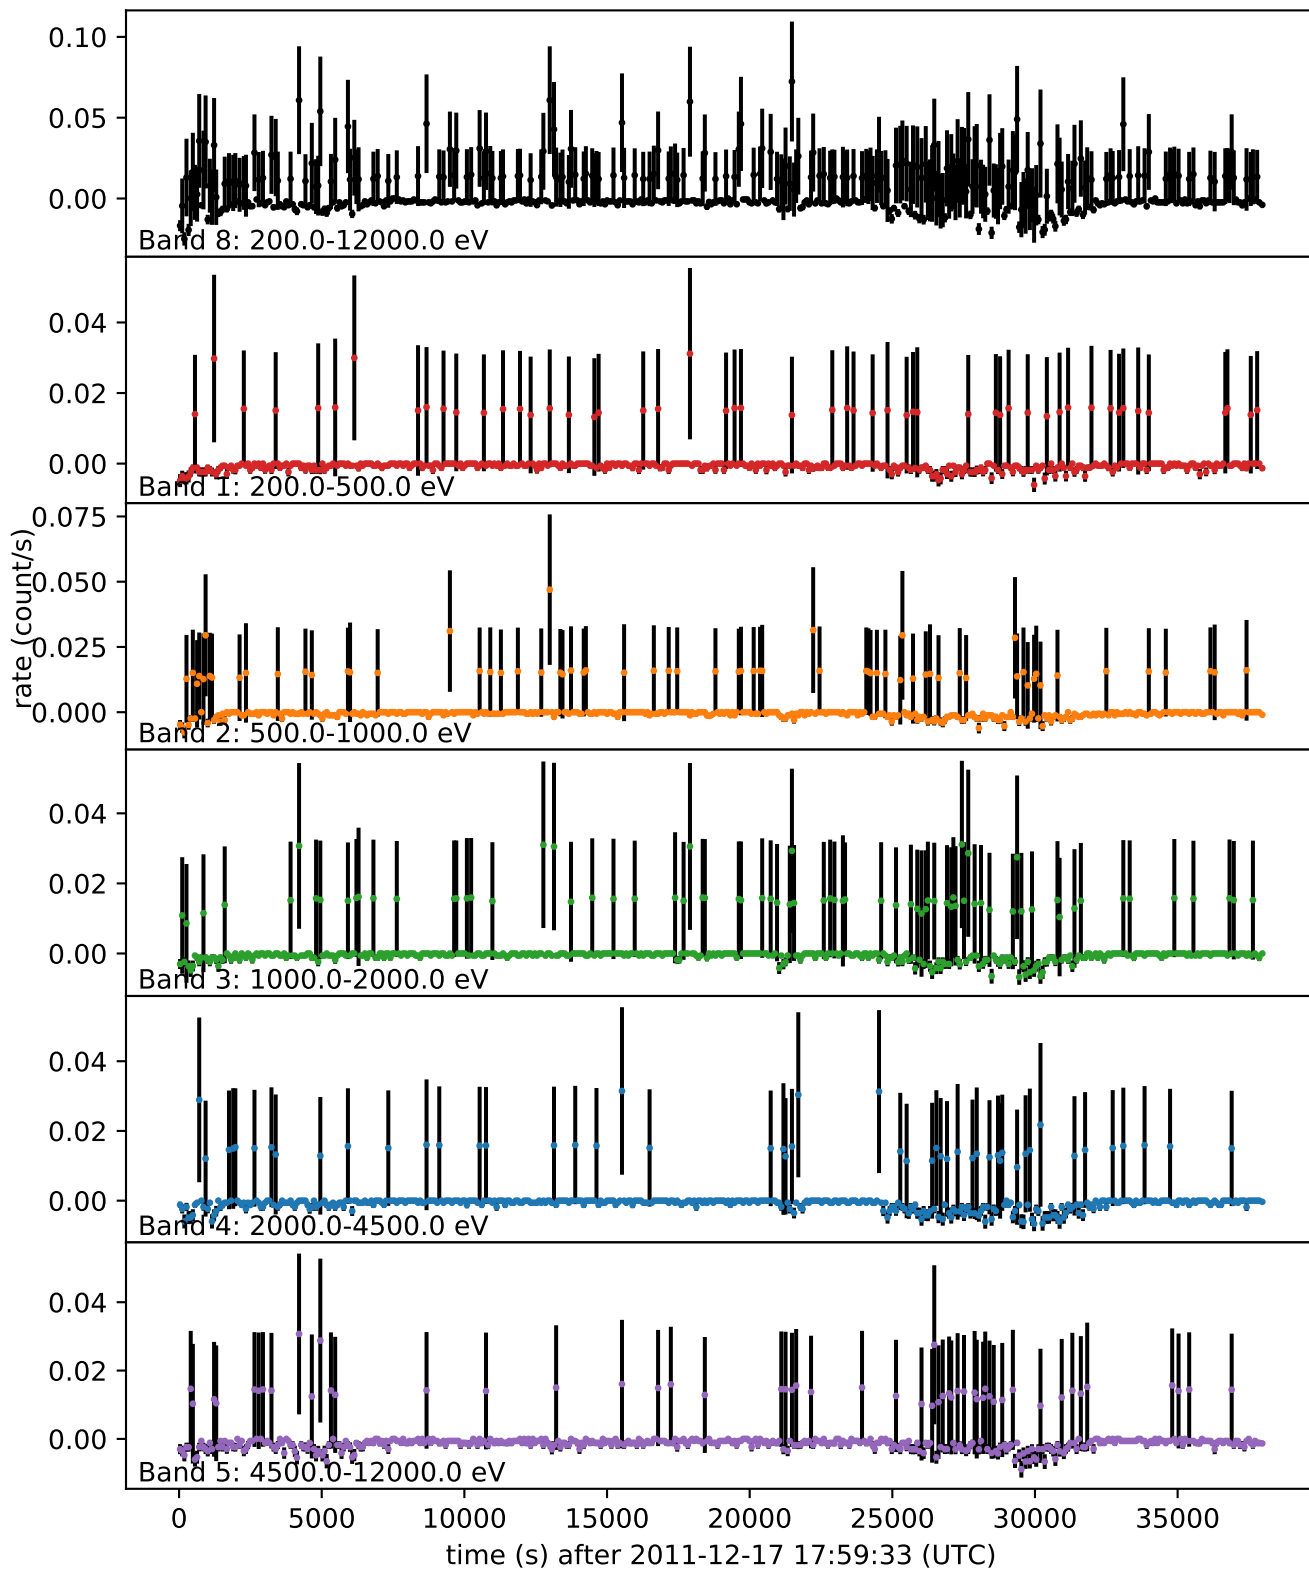 0.10
0.05
0.00
Band 8: 200.0-12000.0 eV
0.04
0.02
0.00
Band 1: 200.0-500.0 eV
rate (count/s)
0.075
0.050
0.025
0.000
Band 2: 500.0-1000.0 eV
0.04
0.02
0.00
Band 3: 1000.0-2000.0 eV
0.04
0.02
0.00
Band 4: 2000.0-4500.0 eV
0.04
0.02
0.00
Band 5: 4500.0-12000.0 eV
0 5000 10000 15000 20000 25000 30000 35000
time (s) after 2011-12-17 17:59:33 (UTC)